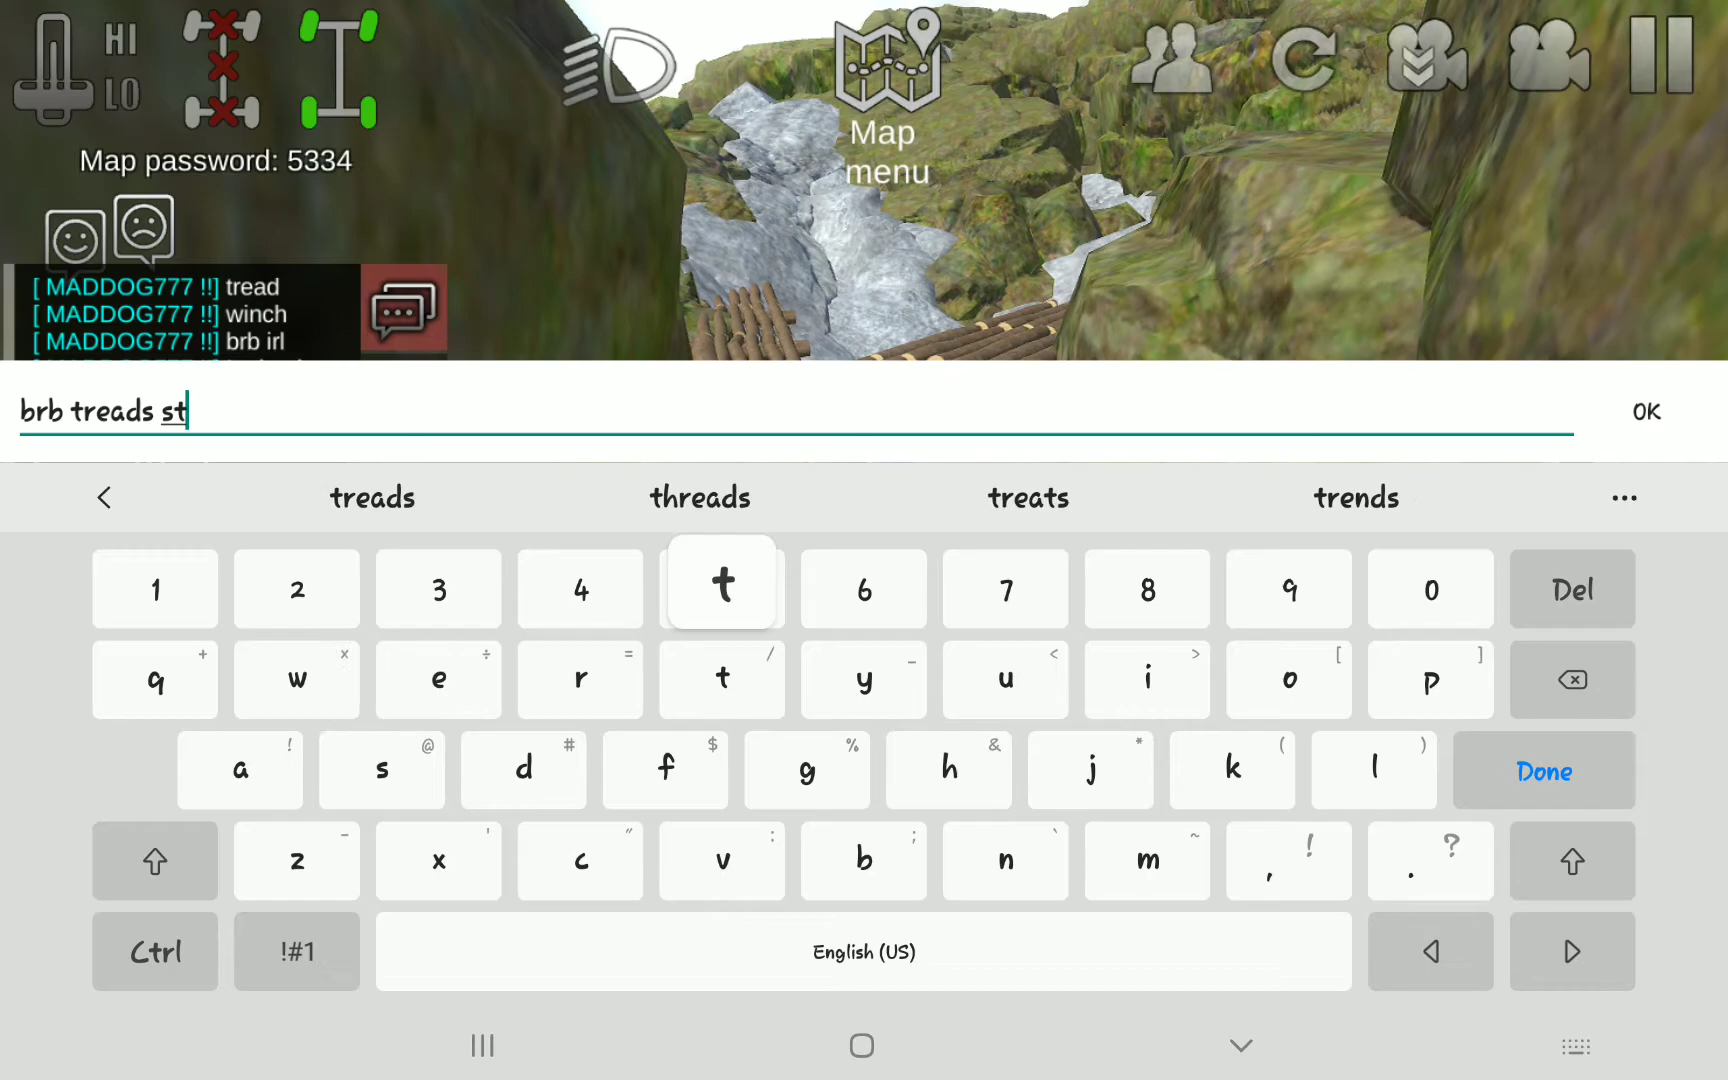 HI
LO
Map password: 5334
Map
menu
[ MADDOG777 !!] tread
[ MADDOG777 !!] winch
[ MADDOG777 !!] brb irl
brb treads st
OK
treads threads treats trends ...
1 2 3 4 t 6 7 8 9 0 Del
+ × ÷ = / _ < > [ ]
q w e r t y u i o p
! @ # $ % & * ( )
a s d f g h j k l Done
- ' " : ; ` ~ ! ?
z x c v b n m , .
Ctrl !#1 English (US)